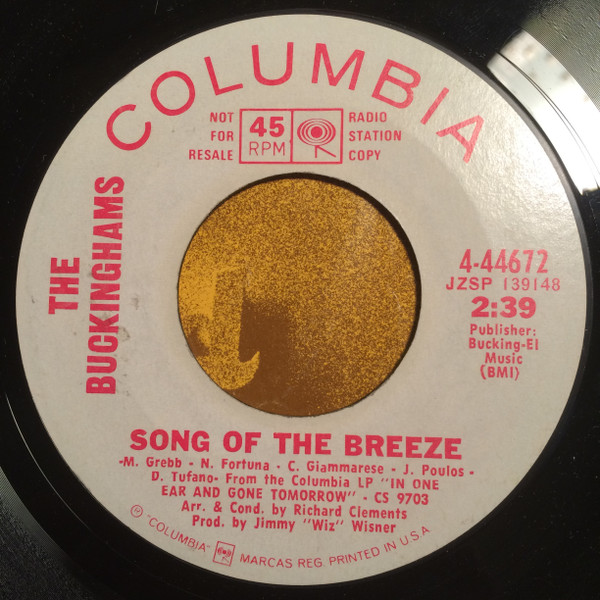 COLUMBIA
NOT
FOR
RESALE
45
RPM
RADIO
STATION
COPY
THE
BUCKINGHAMS
4-44672
JZSP 139148
2:39
Publisher:
Bucking-El
Music
(BMI)
SONG OF THE BREEZE
-M. Grebb - N. Fortuna - C. Giammarese - J. Poulos -
D. Tufano- From the Columbia LP "IN ONE
EAR AND GONE TOMORROW" - CS 9703
Arr. & Cond. by Richard Clements
Prod. by Jimmy "Wiz" Wisner
"COLUMBIA" MARCAS REG. PRINTED IN U.S.A